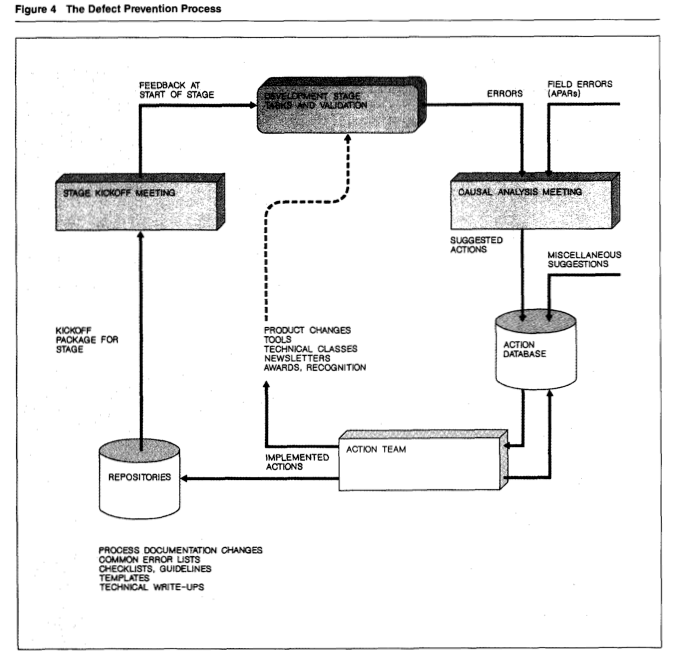 Figure 4 The Defect Prevention Process
FEEDBACK AT
START OF STAGE
DEVELOPMENT STAGE
TASKS AND VALIDATION
ERRORS
FIELD ERRORS
(APARs)
STAGE KICKOFF MEETING
CAUSAL ANALYSIS MEETING
SUGGESTED
ACTIONS
MISCELLANEOUS
SUGGESTIONS
KICKOFF
PACKAGE FOR
STAGE
PRODUCT CHANGES
TOOLS
TECHNICAL CLASSES
NEWSLETTERS
AWARDS, RECOGNITION
ACTION
DATABASE
ACTION TEAM
IMPLEMENTED
ACTIONS
REPOSITORIES
PROCESS DOCUMENTATION CHANGES
COMMON ERROR LISTS
CHECKLISTS, GUIDELINES
TEMPLATES
TECHNICAL WRITE-UPS